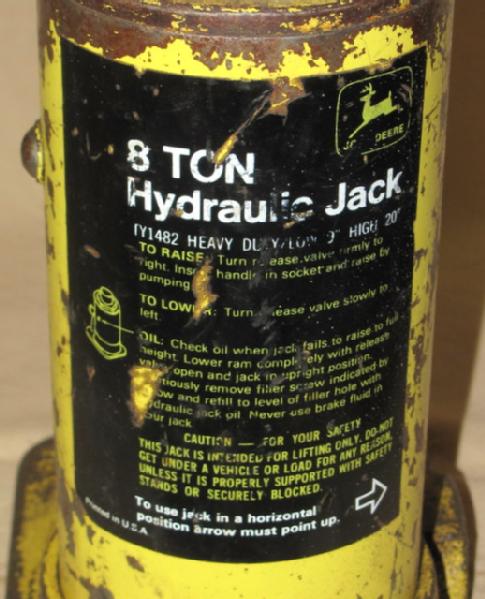 DEERE
8 TON
Hydraulic Jack
TY1482 HEAVY DUTY/LOW 9" HIGH 20"
TO RAISE: Turn release valve firmly to
right. Insert handle in socket and raise by
pumping.
TO LOWER: Turn release valve slowly to
left.
OIL: Check oil when jack fails to raise to full
height. Lower ram completely with release
valve open and jack in upright position.
Cautiously remove filler screw indicated by
arrow and refill to level of filler hole with
hydraulic jack oil. Never use brake fluid in
your jack.
CAUTION — FOR YOUR SAFETY
THIS JACK IS INTENDED FOR LIFTING ONLY. DO NOT
GET UNDER A VEHICLE OR LOAD FOR ANY REASON,
UNLESS IT IS PROPERLY SUPPORTED WITH SAFETY
STANDS OR SECURELY BLOCKED.
To use jack in a horizontal
position arrow must point up.
Printed in U.S.A.